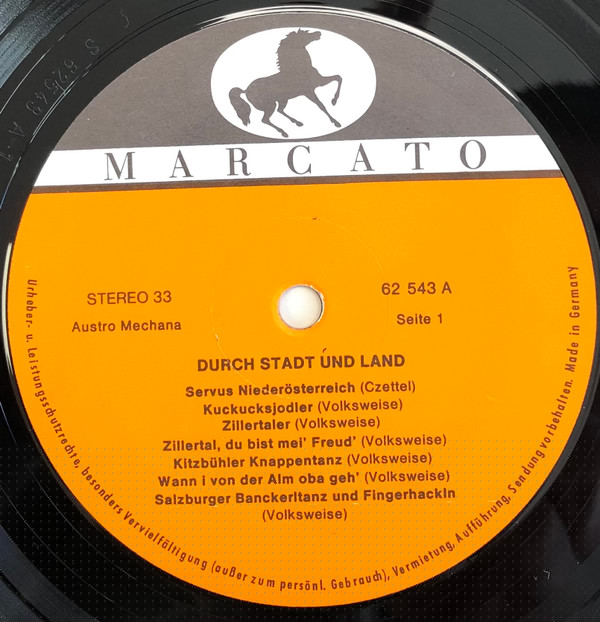 MARCATO
STEREO 33
Austro Mechana
62 543 A
Seite 1
DURCH STADT UND LAND
Servus Niederösterreich (Czettel)
Kuckucksjodler (Volksweise)
Zillertaler (Volksweise)
Zillertal, du bist mei' Freud' (Volksweise)
Kitzbühler Knappentanz (Volksweise)
Wann i von der Alm oba geh' (Volksweise)
Salzburger Banckerltanz und Fingerhackln
(Volksweise)
Urheber- u. Leistungsschutzrechte, besonders Vervielfältigung (außer zum persönl. Gebrauch), Vermietung, Aufführung, Sendung vorbehalten. Made in Germany